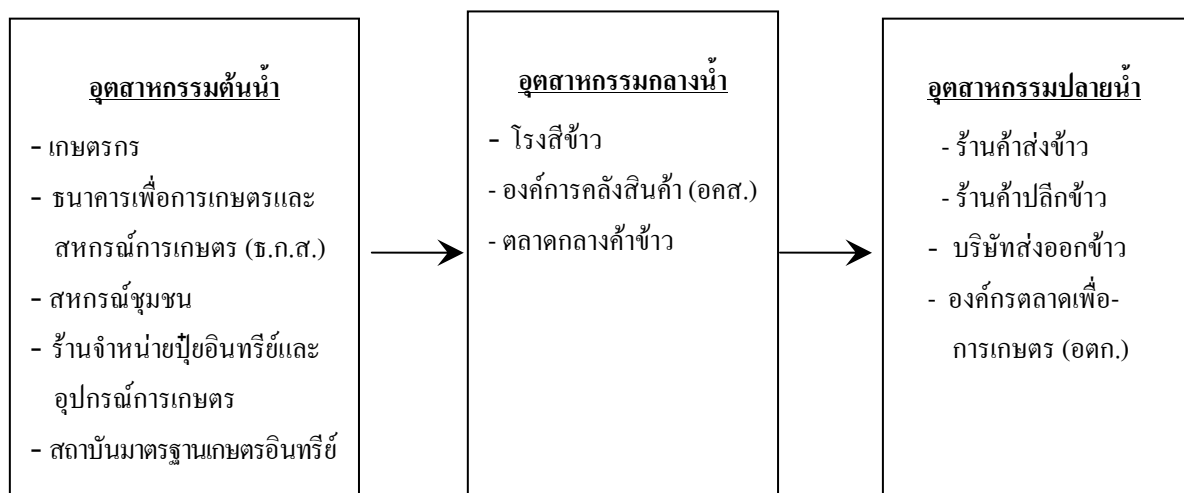 อุตสาหกรรมต้นน้ำ
- เกษตรกร
- ธนาคารเพื่อการเกษตรและ
สหกรณ์การเกษตร (ธ.ก.ส.)
- สหกรณ์ชุมชน
- ร้านจำหน่ายปุ๋ยอินทรีย์และ
อุปกรณ์การเกษตร
- สถาบันมาตรฐานเกษตรอินทรีย์
อุตสาหกรรมกลางน้ำ
- โรงสีข้าว
- องค์การคลังสินค้า (อคส.)
- ตลาดกลางค้าข้าว
อุตสาหกรรมปลายน้ำ
- ร้านค้าส่งข้าว
- ร้านค้าปลีกข้าว
- บริษัทส่งออกข้าว
- องค์กรตลาดเพื่อ-
การเกษตร (อตก.)